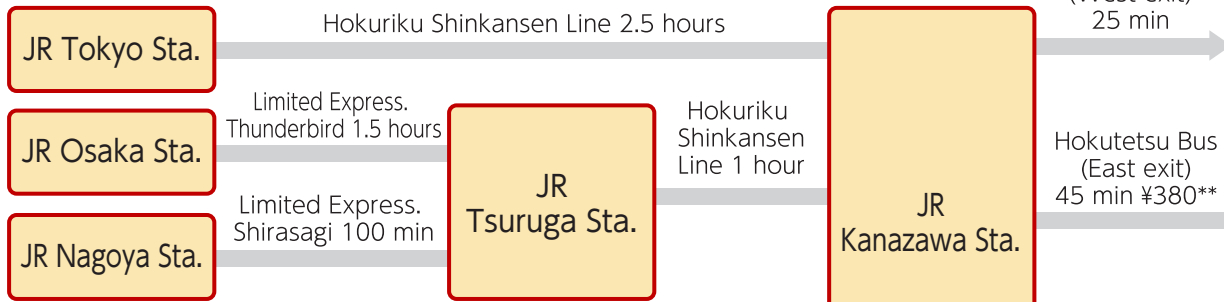 JR Tokyo Sta.
Hokuriku Shinkansen Line 2.5 hours
(West exit)
25 min
JR Osaka Sta.
Limited Express.
Thunderbird 1.5 hours
JR Nagoya Sta.
Limited Express.
Shirasagi 100 min
JR
Tsuruga Sta.
Hokuriku
Shinkansen
Line 1 hour
JR
Kanazawa Sta.
Hokutetsu Bus
(East exit)
45 min ¥380**